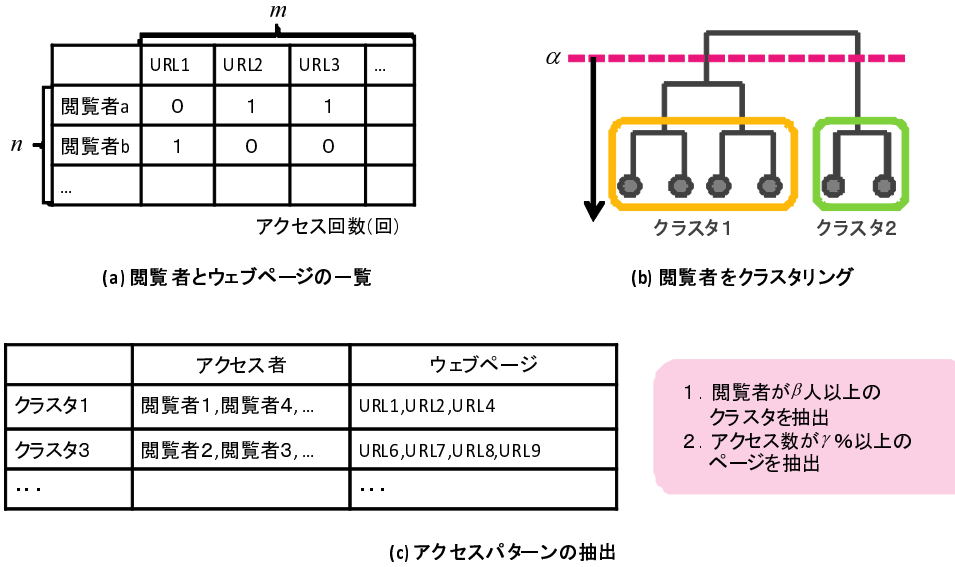 m
URL1 URL2 URL3 ...
n
閲覧者a 0 1 1
閲覧者b 1 0 0
...
アクセス回数(回)
(a) 閲覧者とウェブページの一覧
α
クラスタ1 クラスタ2
(b) 閲覧者をクラスタリング
アクセス者 ウェブページ
クラスタ1 閲覧者1,閲覧者4,... URL1,URL2,URL4
クラスタ3 閲覧者2,閲覧者3,... URL6,URL7,URL8,URL9
・・・ ・・・
1. 閲覧者がβ人以上の
クラスタを抽出
2. アクセス数がγ%以上の
ページを抽出
(c) アクセスパターンの抽出